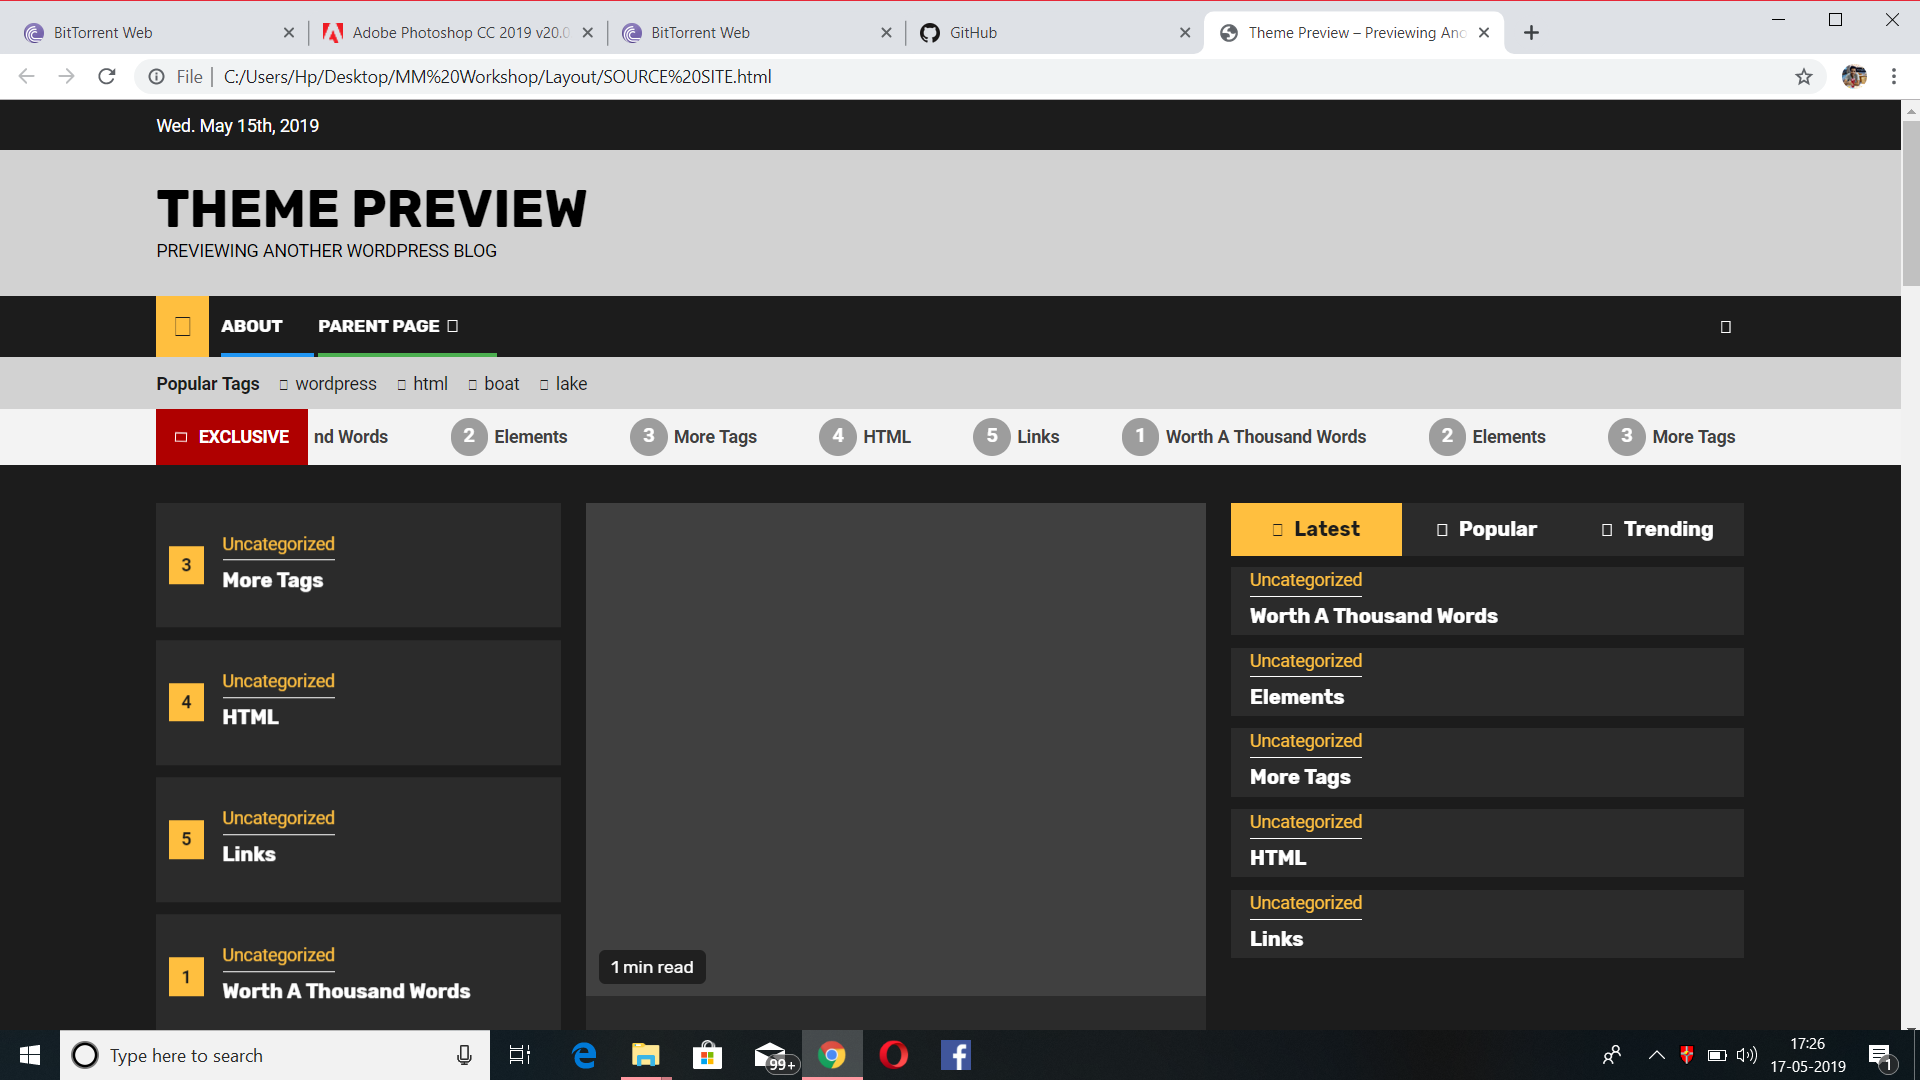 BitTorrent Web
Adobe Photoshop CC 2019 v20.0
BitTorrent Web
GitHub
Theme Preview – Previewing Ano
File | C:/Users/Hp/Desktop/MM%20Workshop/Layout/SOURCE%20SITE.html
Wed. May 15th, 2019
THEME PREVIEW
PREVIEWING ANOTHER WORDPRESS BLOG
ABOUT PARENT PAGE
Popular Tags wordpress html boat lake
EXCLUSIVE nd Words 2 Elements 3 More Tags 4 HTML 5 Links 1 Worth A Thousand Words 2 Elements 3 More Tags
3
Uncategorized
More Tags
4
Uncategorized
HTML
5
Uncategorized
Links
1
Uncategorized
Worth A Thousand Words
1 min read
Latest Popular Trending
Uncategorized
Worth A Thousand Words
Uncategorized
Elements
Uncategorized
More Tags
Uncategorized
HTML
Uncategorized
Links
Type here to search
99+
17:26
17-05-2019
1